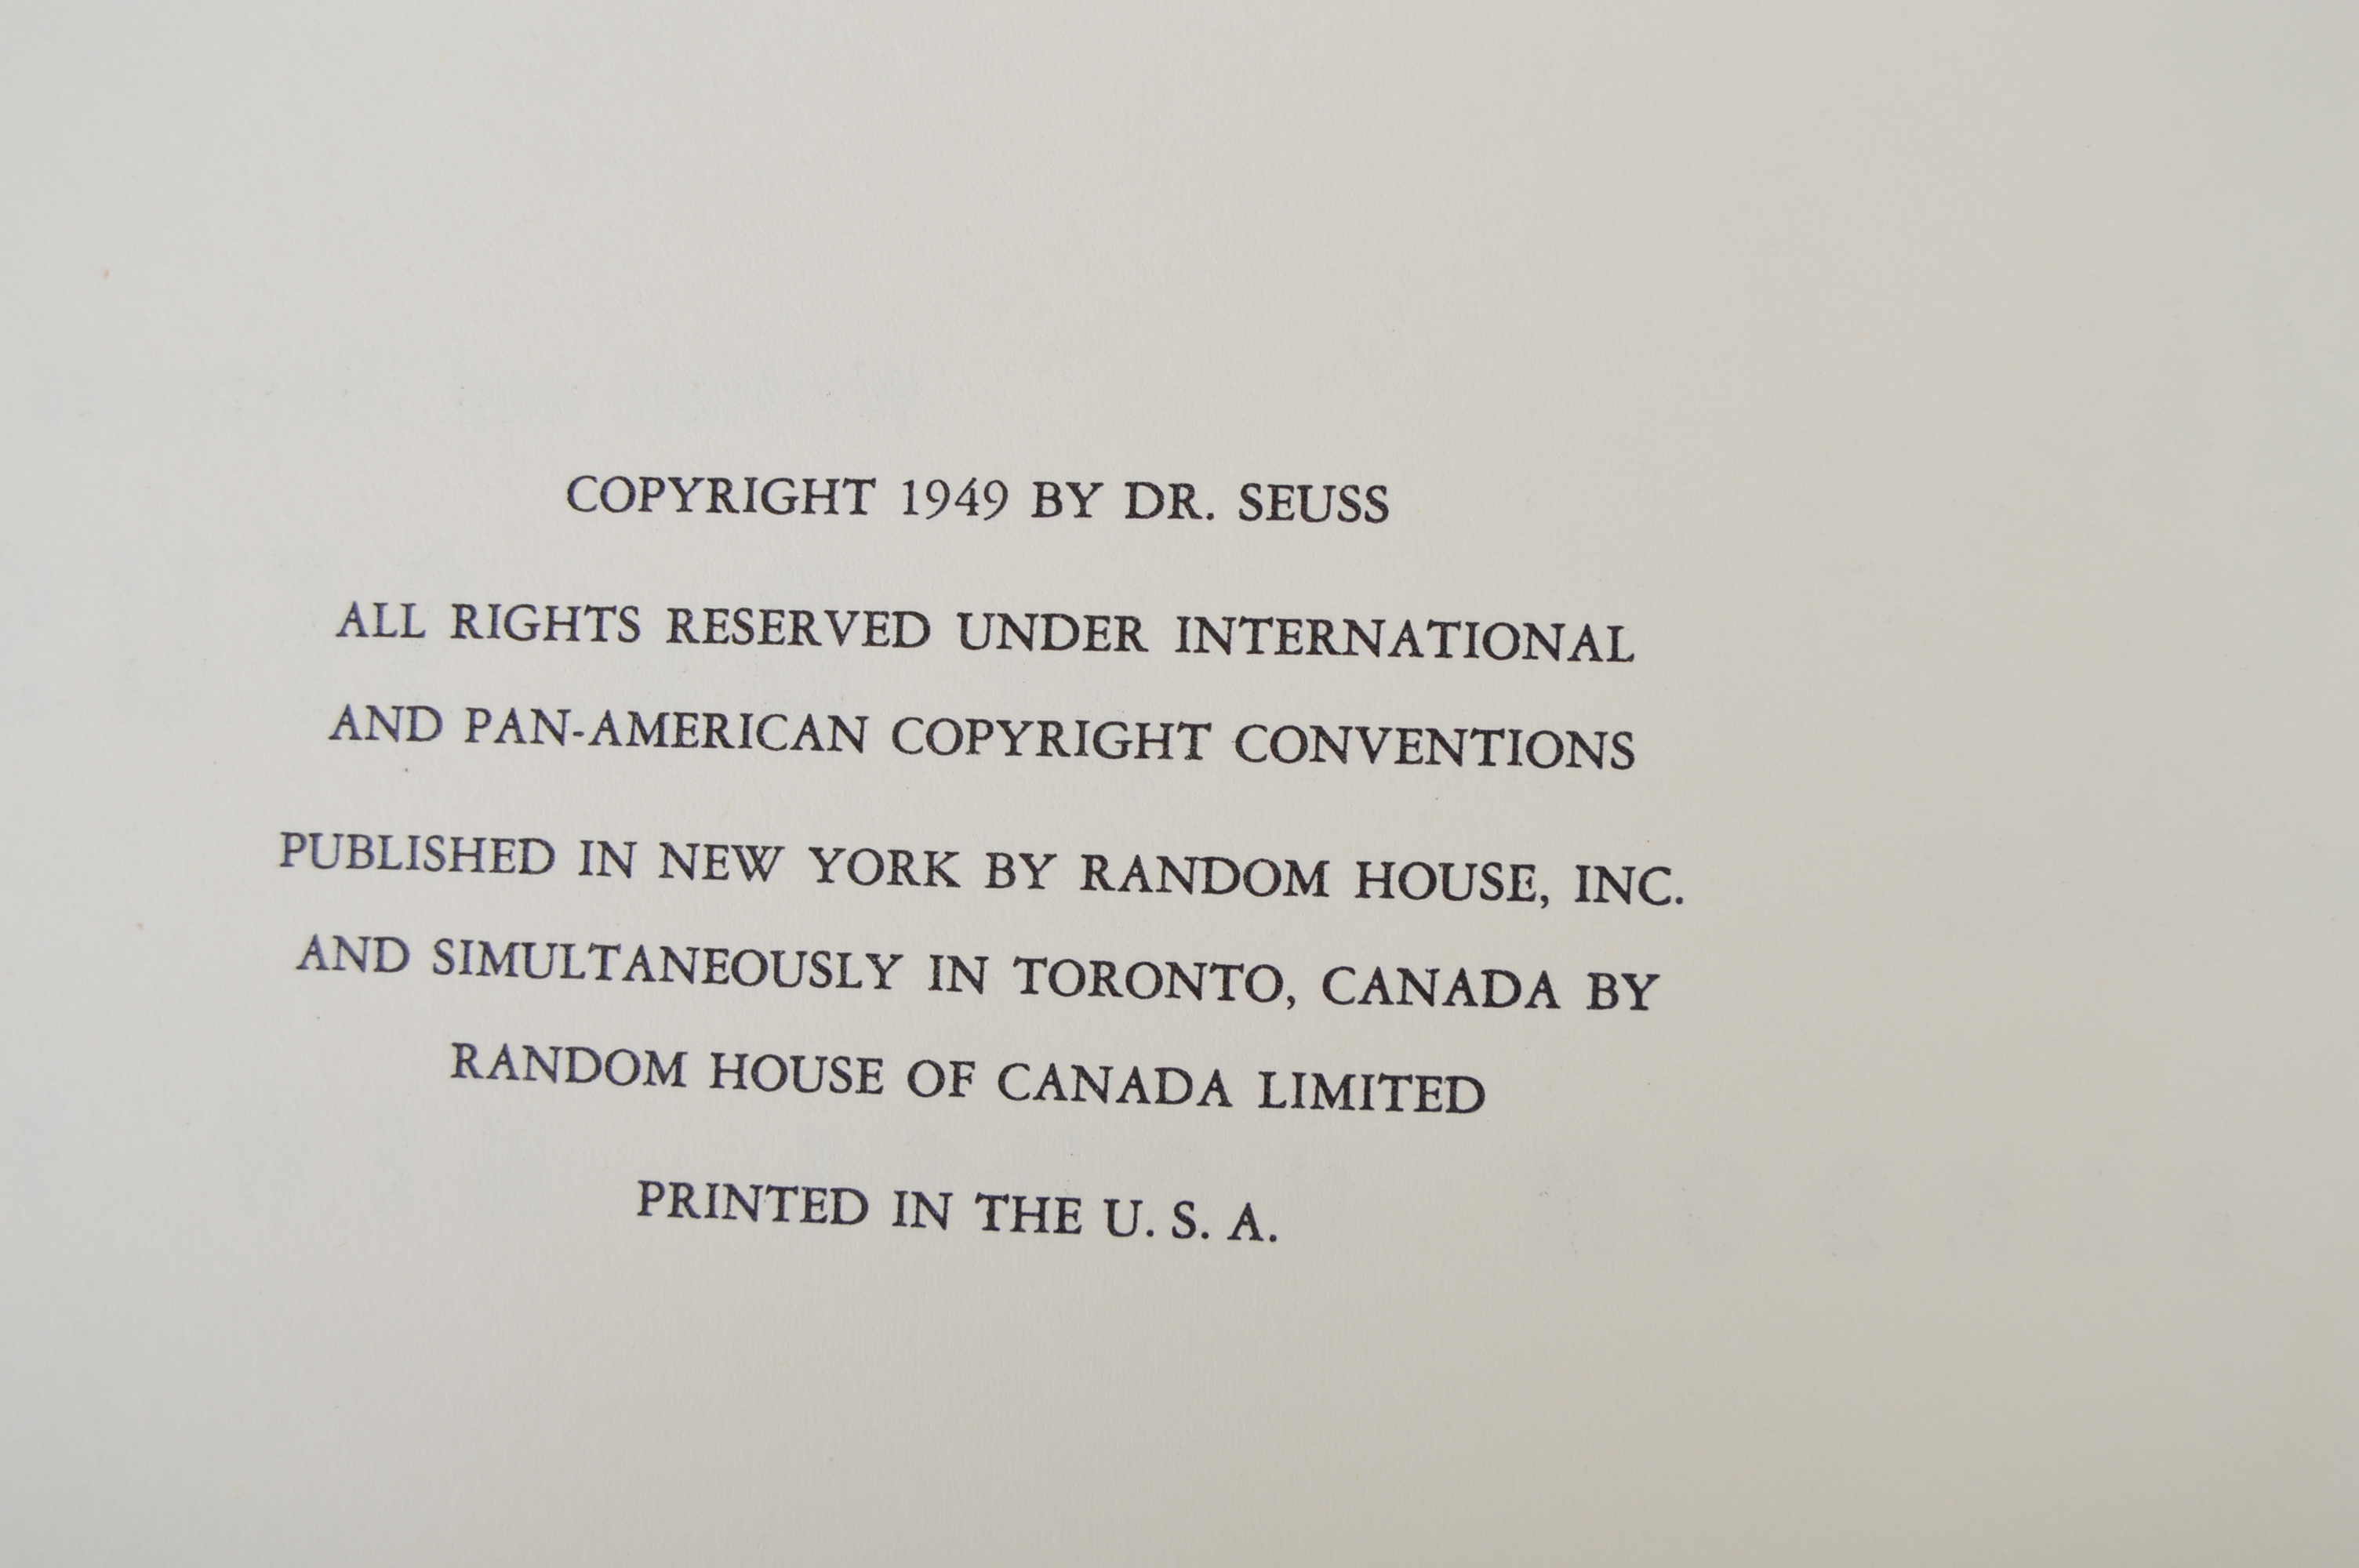 COPYRIGHT 1949 BY DR. SEUSS
ALL RIGHTS RESERVED UNDER INTERNATIONAL
AND PAN-AMERICAN COPYRIGHT CONVENTIONS
PUBLISHED IN NEW YORK BY RANDOM HOUSE, INC.
AND SIMULTANEOUSLY IN TORONTO, CANADA BY
RANDOM HOUSE OF CANADA LIMITED
PRINTED IN THE U. S. A.